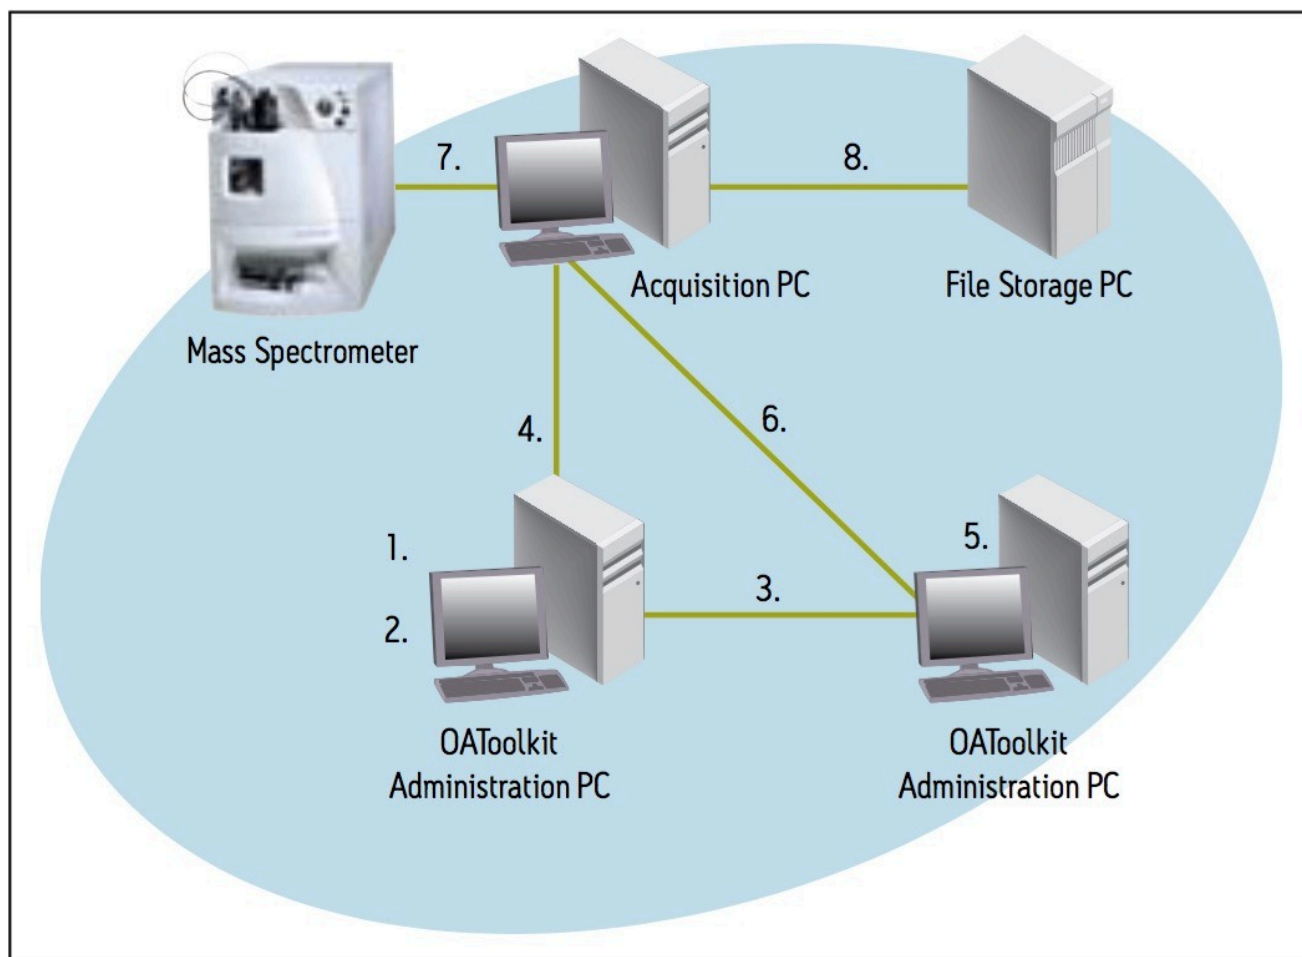 7.
8.
Acquisition PC
File Storage PC
Mass Spectrometer
4.
6.
1.
5.
2.
3.
OAToolkit
Administration PC
OAToolkit
Administration PC